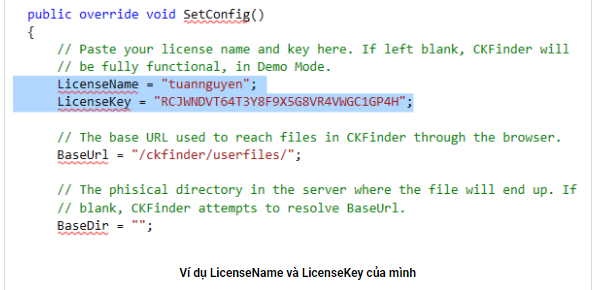 public override void SetConfig()
{
// Paste your license name and key here. If left blank, CKFinder will
// be fully functional, in Demo Mode.
LicenseName = "tuannguyen";
LicenseKey = "RCJWNDVT64T3Y8F9X5G8VR4VWGC1GP4H";
// The base URL used to reach files in CKFinder through the browser.
BaseUrl = "/ckfinder/userfiles/";
// The phisical directory in the server where the file will end up. If
// blank, CKFinder attempts to resolve BaseUrl.
BaseDir = "";
Ví dụ LicenseName và LicenseKey của mình